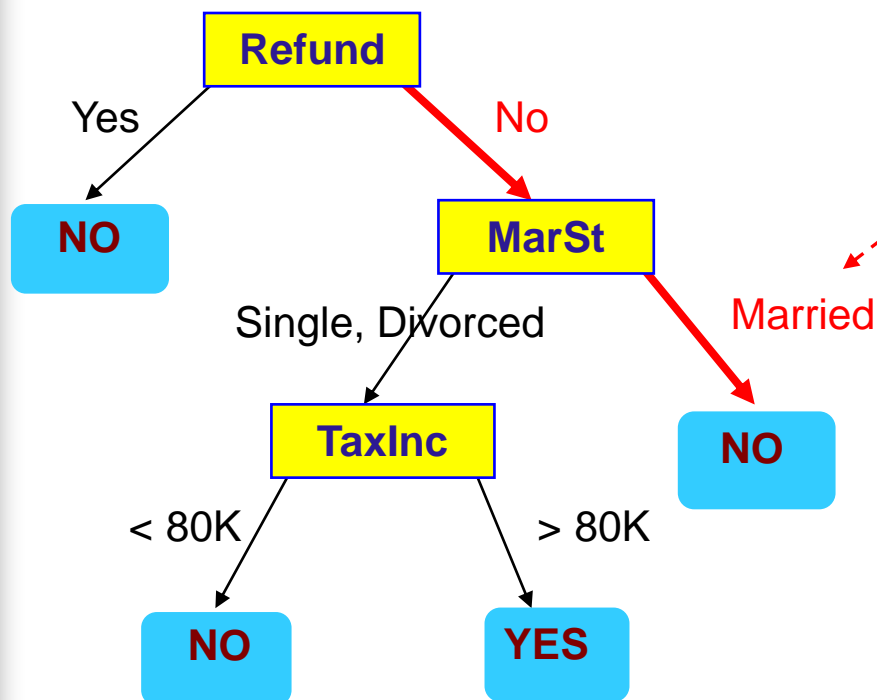 Refund
Yes
No
NO
MarSt
Single, Divorced
Married
TaxInc
NO
< 80K
> 80K
NO
YES